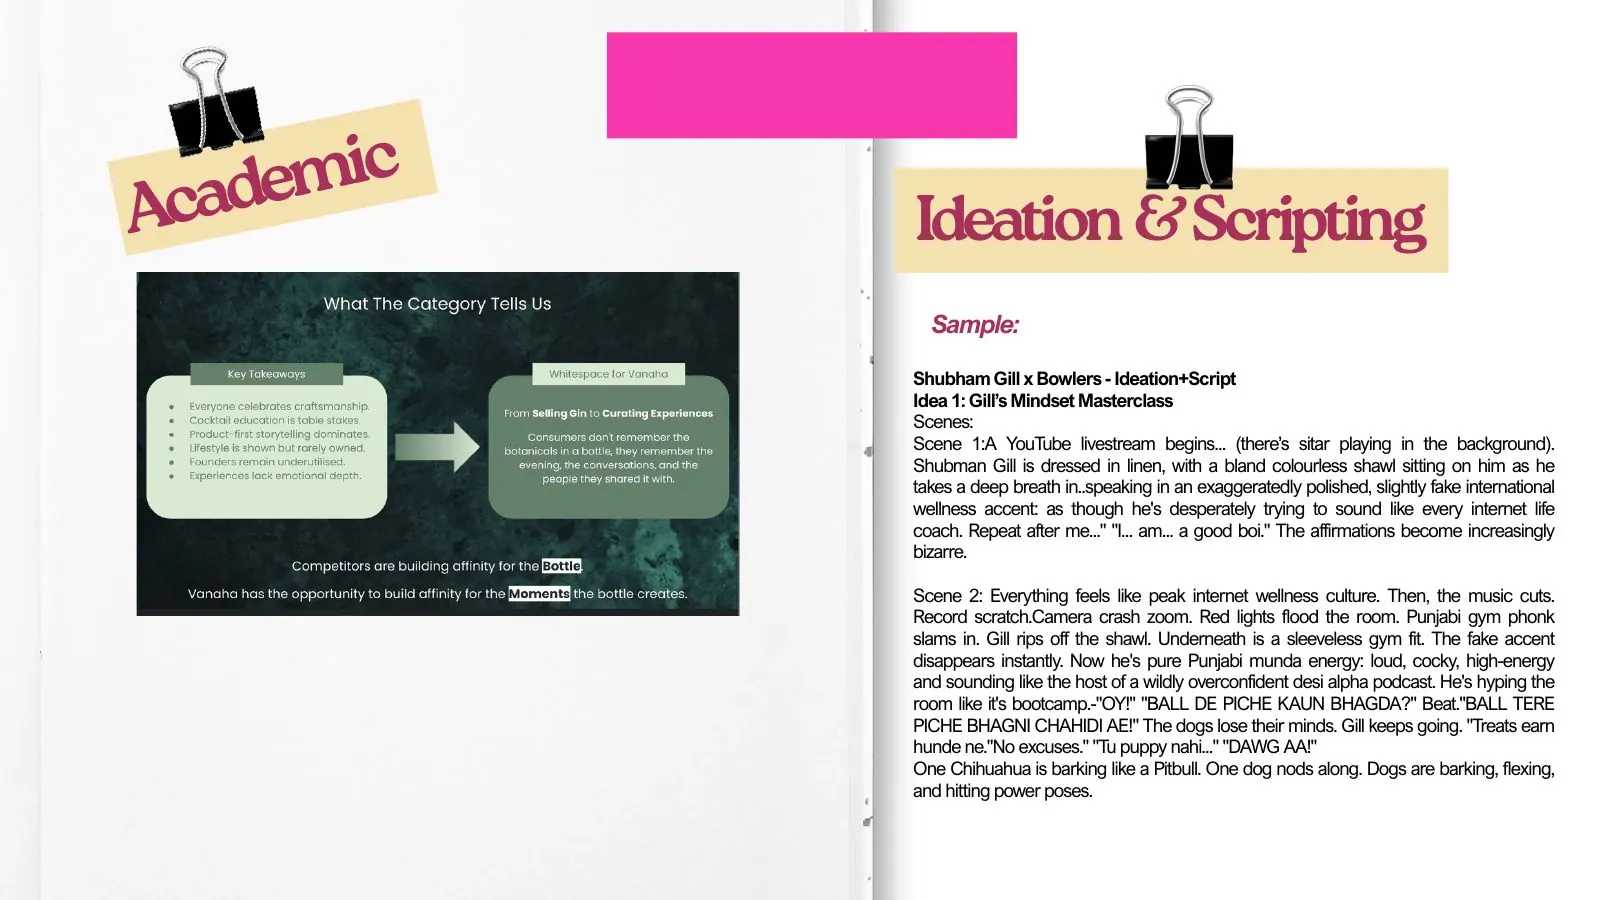 Academic
What The Category Tells Us
Key Takeaways
• Everyone celebrates craftsmanship.
• Cocktail education is table stakes.
• Product-first storytelling dominates.
• Lifestyle is shown but rarely owned.
• Founders remain underutilised.
• Experiences lack emotional depth.
Whitespace for Vanaha
From Selling Gin to Curating Experiences
Consumers don't remember the
botanicals in a bottle, they remember the
evening, the conversations, and the
people they shared it with.
Competitors are building affinity for the Bottle.
Vanaha has the opportunity to build affinity for the Moments the bottle creates.
Ideation & Scripting
Sample:
Shubham Gill x Bowlers - Ideation+Script
Idea 1: Gill’s Mindset Masterclass
Scenes:
Scene 1:A YouTube livestream begins... (there’s sitar playing in the background).
Shubman Gill is dressed in linen, with a bland colourless shawl sitting on him as he
takes a deep breath in..speaking in an exaggeratedly polished, slightly fake international
wellness accent: as though he's desperately trying to sound like every internet life
coach. Repeat after me..." "I... am... a good boi." The affirmations become increasingly
bizarre.
Scene 2: Everything feels like peak internet wellness culture. Then, the music cuts.
Record scratch.Camera crash zoom. Red lights flood the room. Punjabi gym phonk
slams in. Gill rips off the shawl. Underneath is a sleeveless gym fit. The fake accent
disappears instantly. Now he's pure Punjabi munda energy: loud, cocky, high-energy
and sounding like the host of a wildly overconfident desi alpha podcast. He's hyping the
room like it's bootcamp.-"OY!" "BALL DE PICHE KAUN BHAGDA?" Beat."BALL TERE
PICHE BHAGNI CHAHIDI AE!" The dogs lose their minds. Gill keeps going. "Treats earn
hunde ne."No excuses." "Tu puppy nahi..." "DAWG AA!"
One Chihuahua is barking like a Pitbull. One dog nods along. Dogs are barking, flexing,
and hitting power poses.